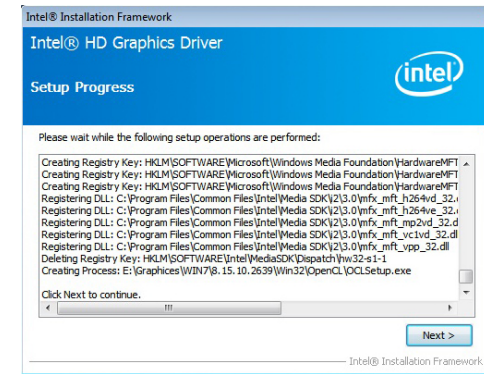 Intel® Installation Framework
Intel® HD Graphics Driver
intel
Setup Progress
Please wait while the following setup operations are performed:
Creating Registry Key: HKLM\SOFTWARE\Microsoft\Windows Media Foundation\HardwareMFT
Creating Registry Key: HKLM\SOFTWARE\Microsoft\Windows Media Foundation\HardwareMFT
Creating Registry Key: HKLM\SOFTWARE\Microsoft\Windows Media Foundation\HardwareMFT
Registering DLL: C:\Program Files\Common Files\Intel\Media SDK\i2\3.0\mfx_mft_h264vd_32.
Registering DLL: C:\Program Files\Common Files\Intel\Media SDK\i2\3.0\mfx_mft_h264ve_32.
Registering DLL: C:\Program Files\Common Files\Intel\Media SDK\i2\3.0\mfx_mft_mp2vd_32.d
Registering DLL: C:\Program Files\Common Files\Intel\Media SDK\i2\3.0\mfx_mft_vc1vd_32.dl
Registering DLL: C:\Program Files\Common Files\Intel\Media SDK\i2\3.0\mfx_mft_vpp_32.dll
Deleting Registry Key: HKLM\SOFTWARE\Intel\MediaSDK\Dispatch\hw32-s1-1
Creating Process: E:\Graphices\WIN7\8.15.10.2639\Win32\OpenCL\OCLSetup.exe
Click Next to continue.
Next >
Intel® Installation Framework